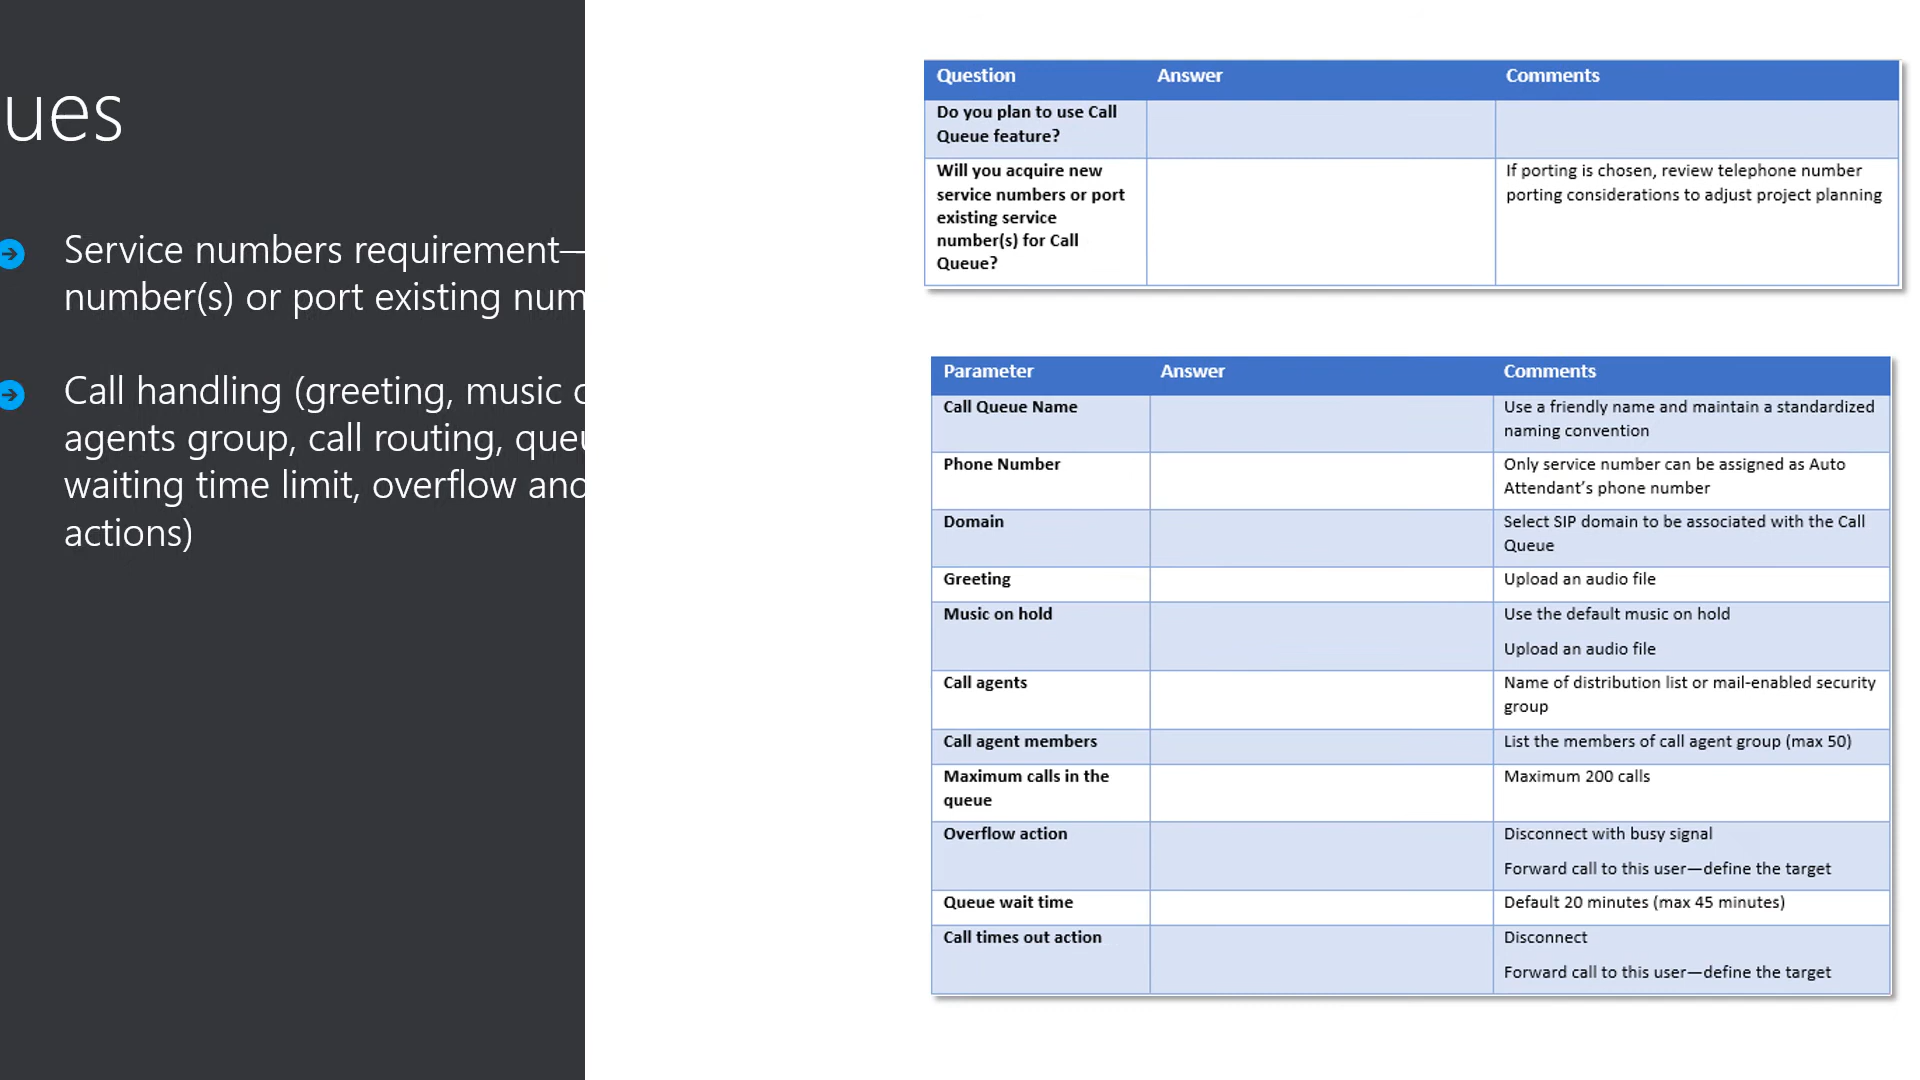 ues
Service numbers requirement—
number(s) or port existing num
Call handling (greeting, music
agents group, call routing,
waiting time limit, overflow and
actions)
Question Answer Comments
Do you plan to use Call
Queue feature?
Will you acquire new
service numbers or port
existing service
number(s) for Call
Queue?
If porting is chosen, review telephone number
porting considerations to adjust project planning
Parameter Answer Comments
Call Queue Name
Use a friendly name and maintain a standardized
naming convention
Phone Number
Only service number can be assigned as Auto
Attendant’s phone number
Domain
Select SIP domain to be associated with the Call
Queue
Greeting
Upload an audio file
Music on hold
Use the default music on hold
Upload an audio file
Call agents
Name of distribution list or mail-enabled security
group
Call agent members
List the members of call agent group (max 50)
Maximum calls in the
queue
Maximum 200 calls
Overflow action
Disconnect with busy signal
Forward call to this user—define the target
Queue wait time
Default 20 minutes (max 45 minutes)
Call times out action
Disconnect
Forward call to this user—define the target